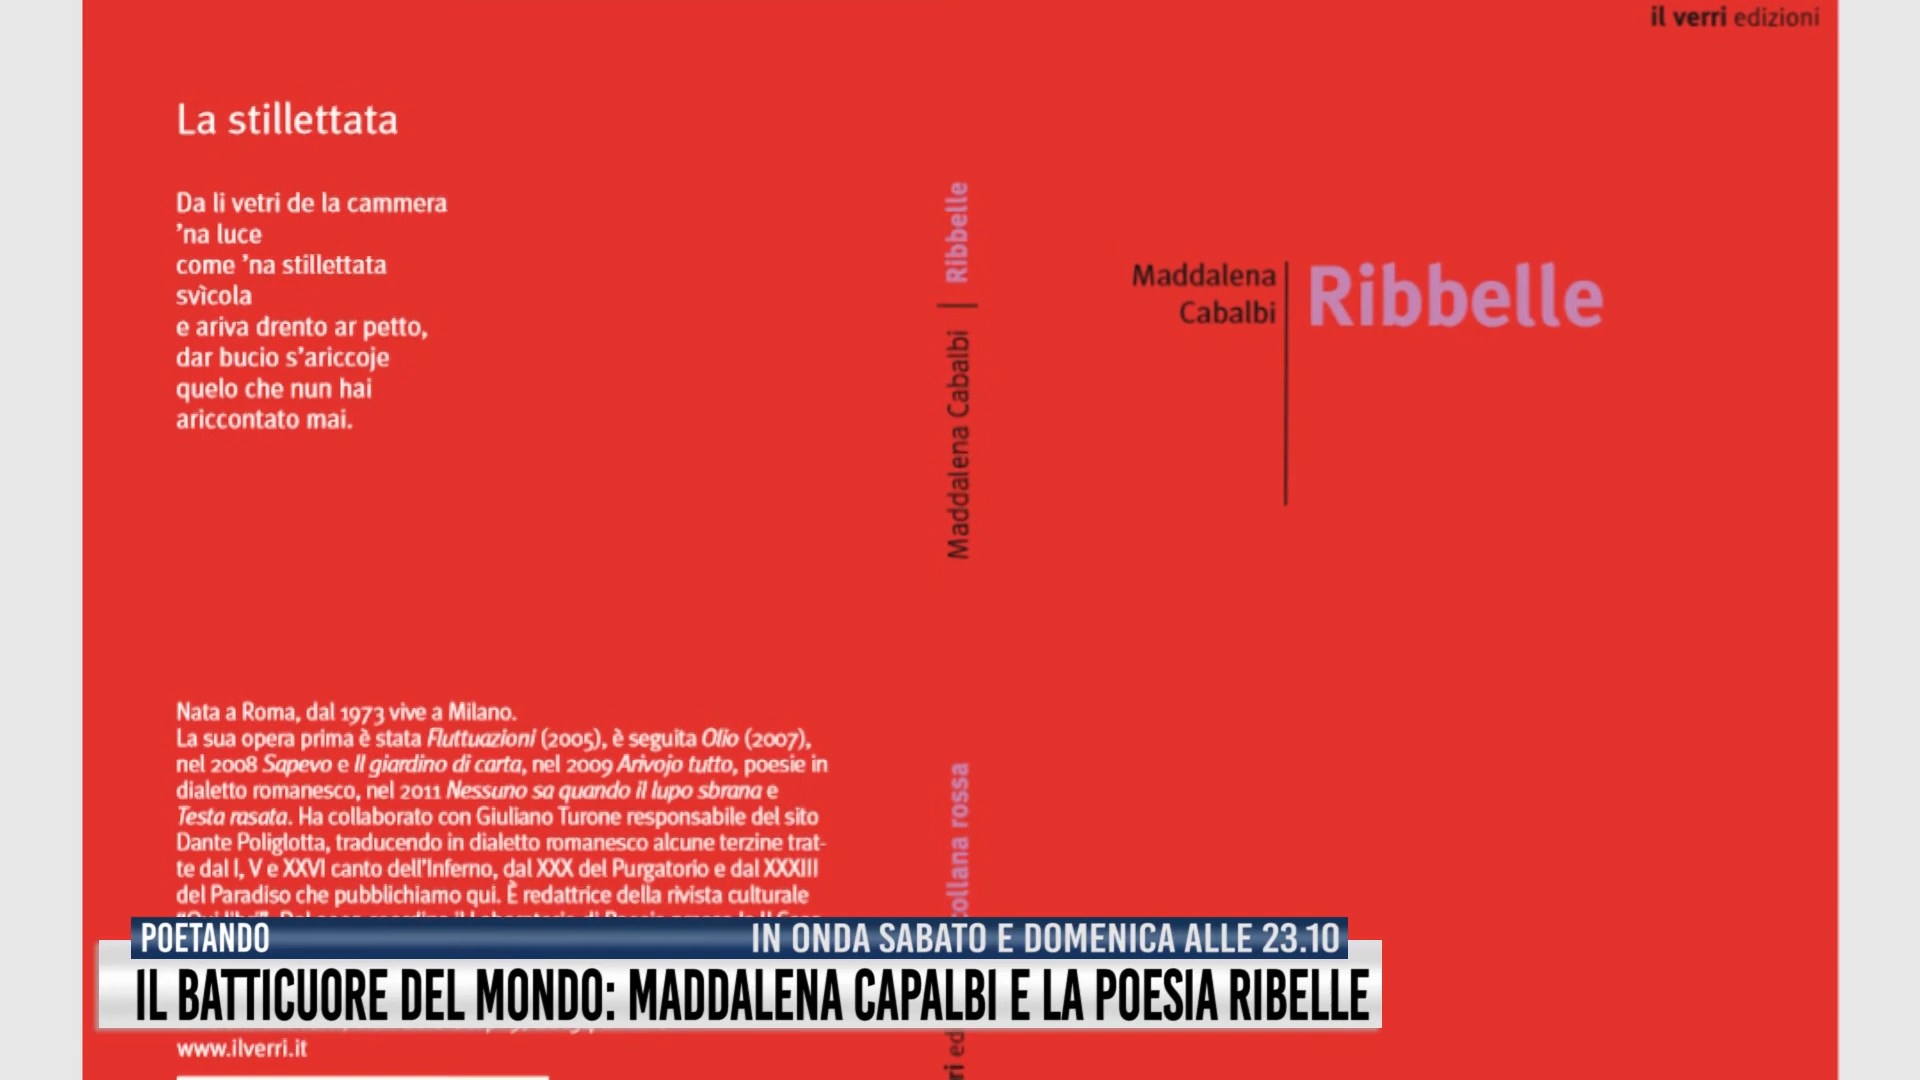 il verri edizioni
La stillettata
Da li vetri de la cammera
’na luce
come ’na stillettata
svìcola
e ariva drento ar petto,
dar bucio s’ariccoje
quelo che nun hai
ariccontato mai.
Nata a Roma, dal 1973 vive a Milano.
La sua opera prima è stata Fluttuazioni (2005), è seguita Olio (2007),
nel 2008 Sapevo e Il giardino di carta, nel 2009 Arivojo tutto, poesie in
dialetto romanesco, nel 2011 Nessuno sa quando il lupo sbrana e
Testa rasata. Ha collaborato con Giuliano Turone responsabile del sito
Dante Poliglotta, traducendo in dialetto romanesco alcune terzine trat-
te dal I, V e XXVI canto dell’Inferno, dal XXX del Purgatorio e dal XXXIII
del Paradiso che pubblichiamo qui. È redattrice della rivista culturale
www.ilverri.it
Maddalena Cabalbi | Ribbelle
collana rossa
Maddalena
Cabalbi
Ribbelle
POETANDO
IN ONDA SABATO E DOMENICA ALLE 23.10
IL BATTICUORE DEL MONDO: MADDALENA CAPALBI E LA POESIA RIBELLE